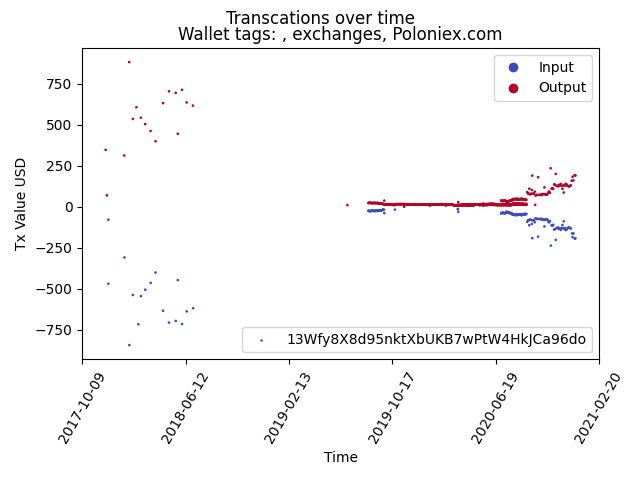 Transcations over time
Wallet tags: , exchanges, Poloniex.com
Input
Output
Tx Value USD
750
500
250
0
−250
−500
−750
13Wfy8X8d95nktXbUKB7wPtW4HkJCa96do
2017-10-09
2018-06-12
2019-02-13
2019-10-17
2020-06-19
2021-02-20
Time